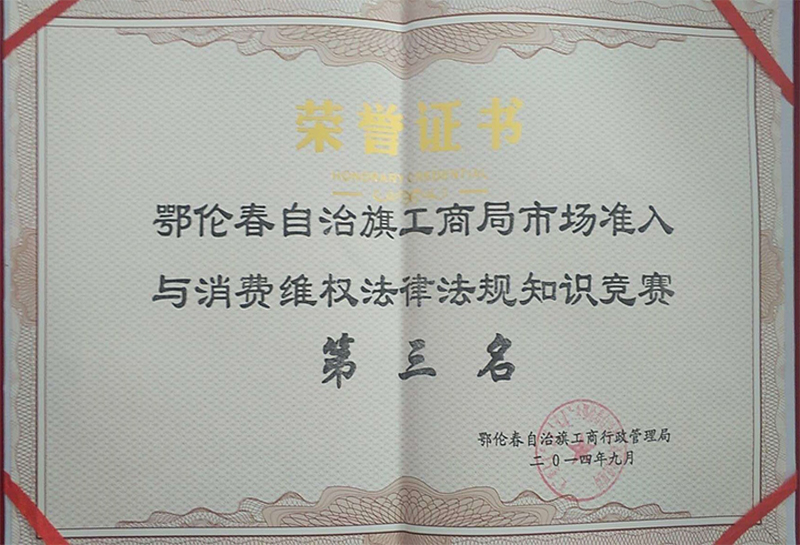 荣誉证书
鄂伦春自治旗工商局市场准入
与消费维权法律法规知识竞赛
第三名
鄂伦春自治旗工商行政管理局
二〇一四年九月